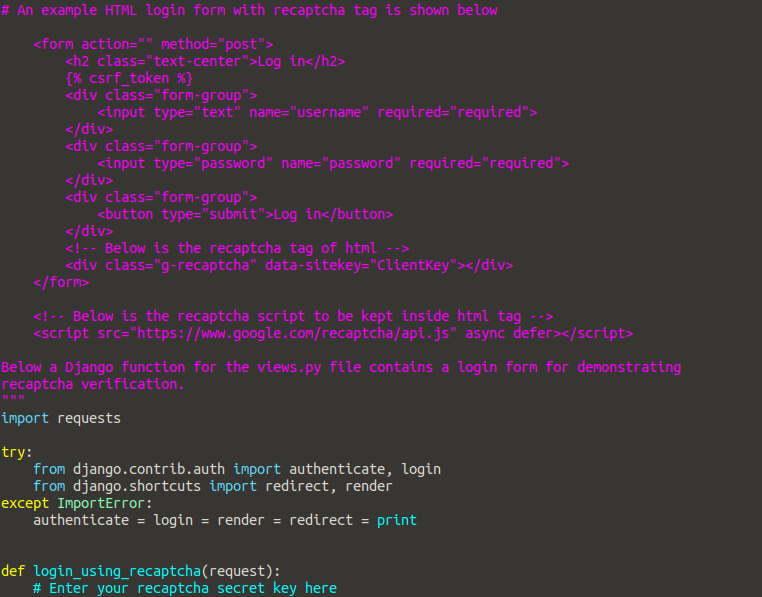 # An example HTML login form with recaptcha tag is shown below

    <form action="" method="post">
        <h2 class="text-center">Log in</h2>
        {% csrf_token %}
        <div class="form-group">
            <input type="text" name="username" required="required">
        </div>
        <div class="form-group">
            <input type="password" name="password" required="required">
        </div>
        <div class="form-group">
            <button type="submit">Log in</button>
        </div>
        <!-- Below is the recaptcha tag of html -->
        <div class="g-recaptcha" data-sitekey="ClientKey"></div>
    </form>

    <!-- Below is the recaptcha script to be kept inside html tag -->
    <script src="https://www.google.com/recaptcha/api.js" async defer></script>

Below a Django function for the views.py file contains a login form for demonstrating
recaptcha verification.
"""
import requests

try:
    from django.contrib.auth import authenticate, login
    from django.shortcuts import redirect, render
except ImportError:
    authenticate = login = render = redirect = print


def login_using_recaptcha(request):
    # Enter your recaptcha secret key here